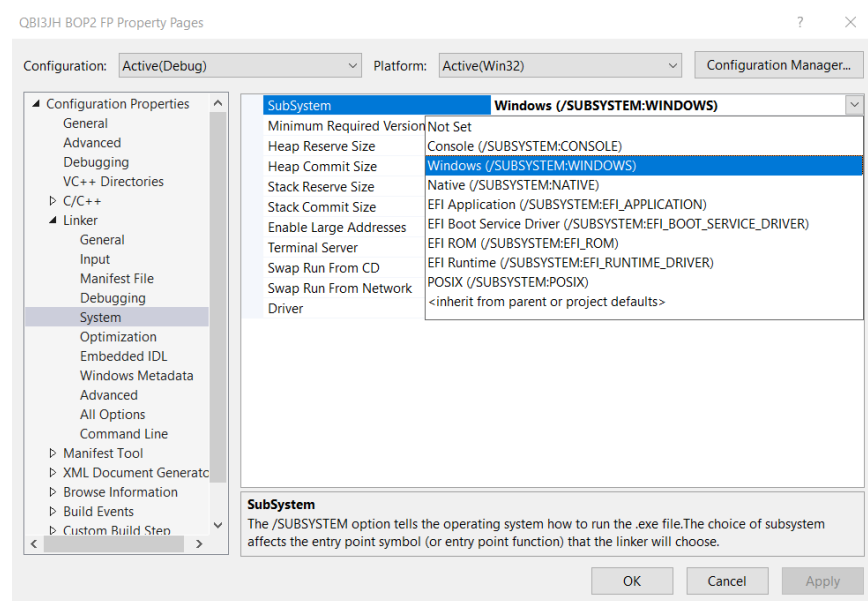 QBI3JH BOP2 FP Property Pages
Configuration: Active(Debug) Platform: Active(Win32) Configuration Manager...
Configuration Properties
General
Advanced
Debugging
VC++ Directories
C/C++
Linker
General
Input
Manifest File
Debugging
System
Optimization
Embedded IDL
Windows Metadata
Advanced
All Options
Command Line
Manifest Tool
XML Document Generatc
Browse Information
Build Events
Custom Build Step
SubSystem Windows (/SUBSYSTEM:WINDOWS)
Minimum Required Version
Heap Reserve Size
Heap Commit Size
Stack Reserve Size
Stack Commit Size
Enable Large Addresses
Terminal Server
Swap Run From CD
Swap Run From Network
Driver
Not Set
Console (/SUBSYSTEM:CONSOLE)
Windows (/SUBSYSTEM:WINDOWS)
Native (/SUBSYSTEM:NATIVE)
EFI Application (/SUBSYSTEM:EFI_APPLICATION)
EFI Boot Service Driver (/SUBSYSTEM:EFI_BOOT_SERVICE_DRIVER)
EFI ROM (/SUBSYSTEM:EFI_ROM)
EFI Runtime (/SUBSYSTEM:EFI_RUNTIME_DRIVER)
POSIX (/SUBSYSTEM:POSIX)
<inherit from parent or project defaults>
SubSystem
The /SUBSYSTEM option tells the operating system how to run the .exe file.The choice of subsystem
affects the entry point symbol (or entry point function) that the linker will choose.
OK Cancel Apply